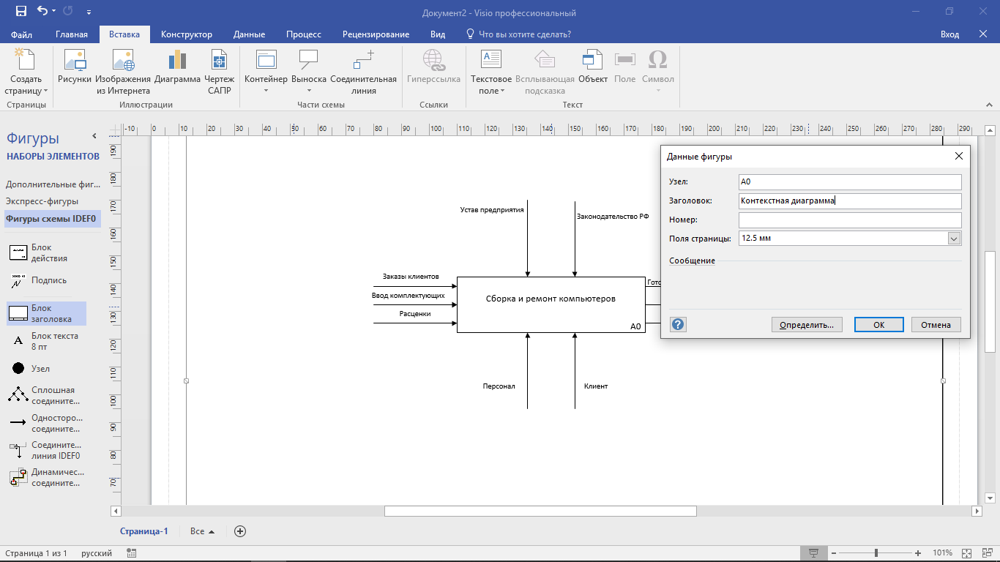 Документ2 - Visio профессиональный
Файл
Главная
Вставка
Конструктор
Данные
Процесс
Рецензирование
Вид
Что вы хотите сделать?
Вход
Создать
страницу
Рисунки
Изображения
из Интернета
Диаграмма
Чертеж
САПР
Контейнер
Выноска
Соединительная
линия
Гиперссылка
Текстовое
поле
Всплывающая
подсказка
Объект
Поле
Символ
Страницы
Иллюстрации
Части схемы
Ссылки
Текст
Фигуры
НАБОРЫ ЭЛЕМЕНТОВ
Дополнительные фиг...
Экспресс-фигуры
Фигуры схемы IDEF0
Блок
действия
Подпись
Блок
заголовка
Блок текста
8 пт
Узел
Сплошная
соедините...
Односторо...
соедините...
Соедините...
линия IDEF0
Динамичес...
соедините...
-10 0 10 20 30 40 50 60 70 80 90 100 110 120 130 140 150 160 170 180 190 200 210 220 230 240 250 260 270 280 290
190
180
170
160
150
140
130
120
110
100
90
80
70
Устав предприятия
Законодательство РФ
Заказы клиентов
Ввод комплектующих
Расценки
Сборка и ремонт компьютеров
A0
Гото
Персонал
Клиент
Данные фигуры
Узел:
A0
Заголовок:
Контекстная диаграмма
Номер:
Поля страницы:
12.5 мм
Сообщение
Определить...
ОК
Отмена
Страница-1
Все
Страница 1 из 1
русский
101%